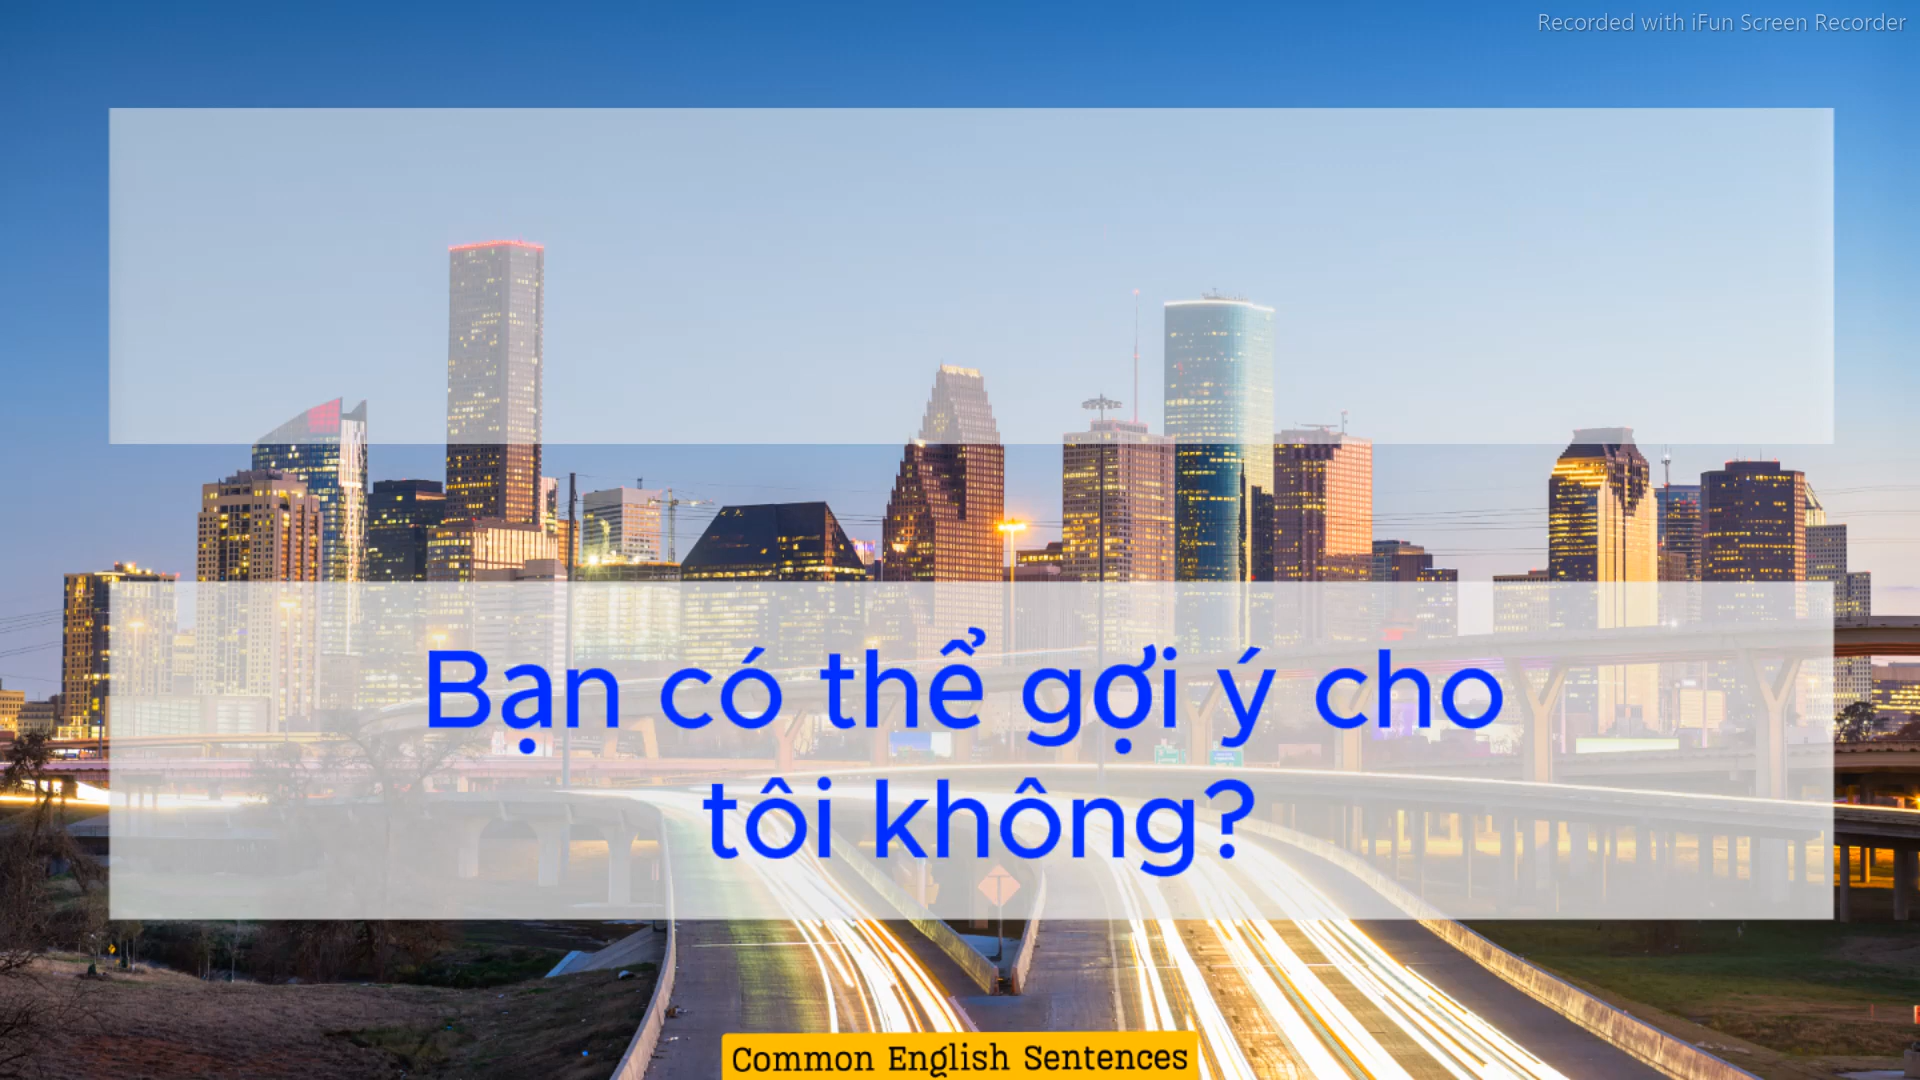 Recorded with iFun Screen Recorder
Bạn có thể gợi ý cho
tôi không?
Common English Sentences